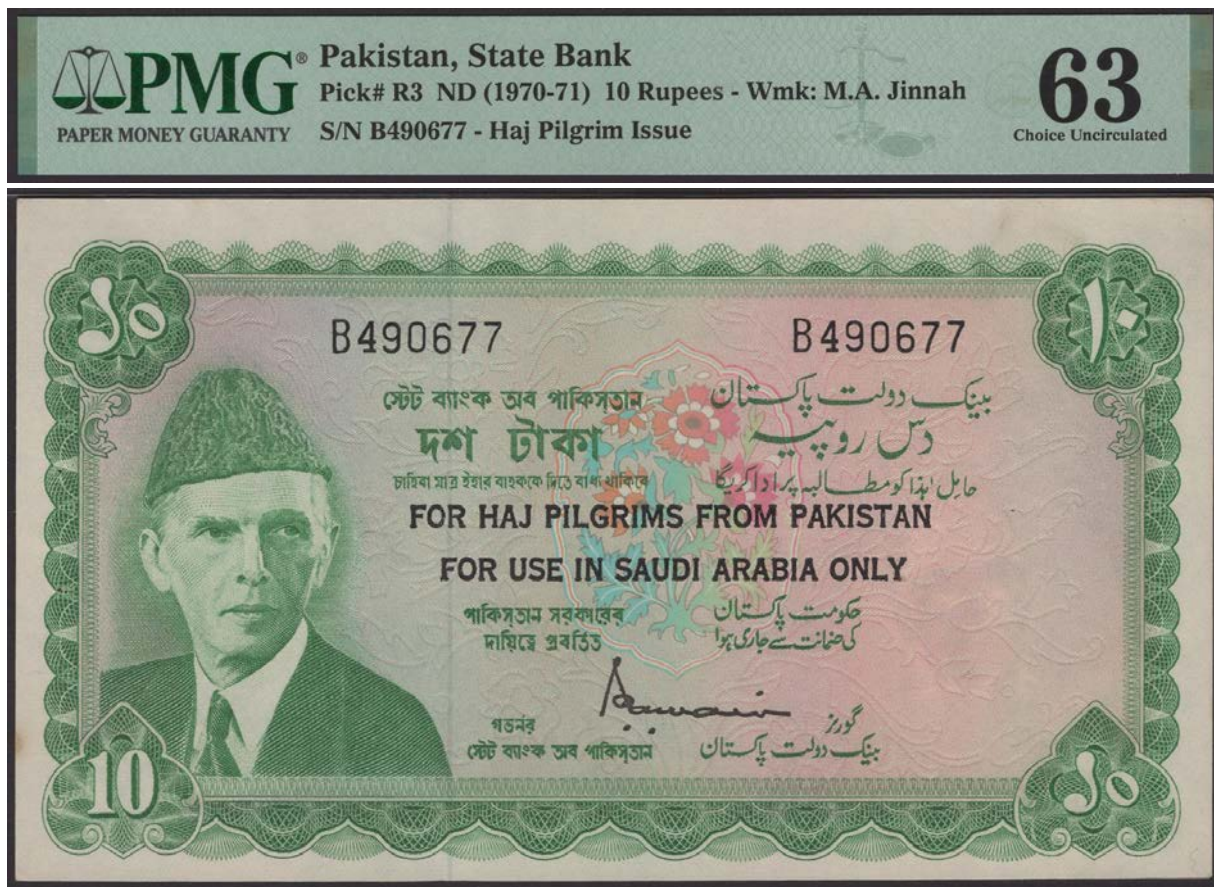 PMG®
PAPER MONEY GUARANTY
Pakistan, State Bank
Pick# R3 ND (1970-71) 10 Rupees - Wmk: M.A. Jinnah
S/N B490677 - Haj Pilgrim Issue
63
Choice Uncirculated
১০
۱۰
B490677 B490677
স্টেট ব্যাংক অব পাকিস্তান
بینک دولت پاکستان
দশ টাকা
دس روپیہ
চাহিবা মাত্র ইহার বাহককে দিতে বাধ্য থাকিবে
حامل ہٰذا کو مطالبہ پر ادا کریگا
FOR HAJ PILGRIMS FROM PAKISTAN
FOR USE IN SAUDI ARABIA ONLY
পাকিস্তান সরকারের
حکومت پاکستان
দায়িত্বে প্রবর্তিত
کی ضمانت سے جاری ہوا
গভর্নর
گورنر
স্টেট ব্যাংক অব পাকিস্তান
بینک دولت پاکستان
10
১০